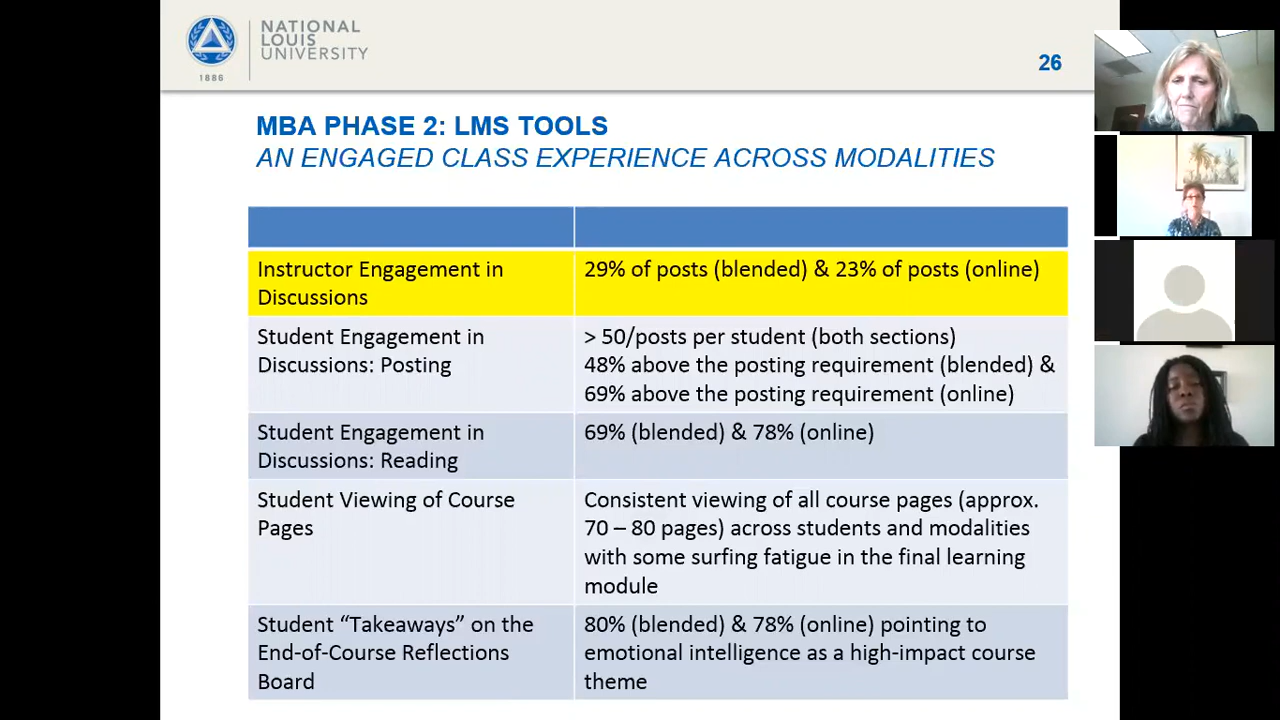 NATIONAL
LOUIS
UNIVERSITY
1886
26
MBA PHASE 2: LMS TOOLS
AN ENGAGED CLASS EXPERIENCE ACROSS MODALITIES
Instructor Engagement in
Discussions
29% of posts (blended) & 23% of posts (online)
Student Engagement in
Discussions: Posting
> 50/posts per student (both sections)
48% above the posting requirement (blended) &
69% above the posting requirement (online)
Student Engagement in
Discussions: Reading
69% (blended) & 78% (online)
Student Viewing of Course
Pages
Consistent viewing of all course pages (approx.
70 – 80 pages) across students and modalities
with some surfing fatigue in the final learning
module
Student “Takeaways” on the
End-of-Course Reflections
Board
80% (blended) & 78% (online) pointing to
emotional intelligence as a high-impact course
theme